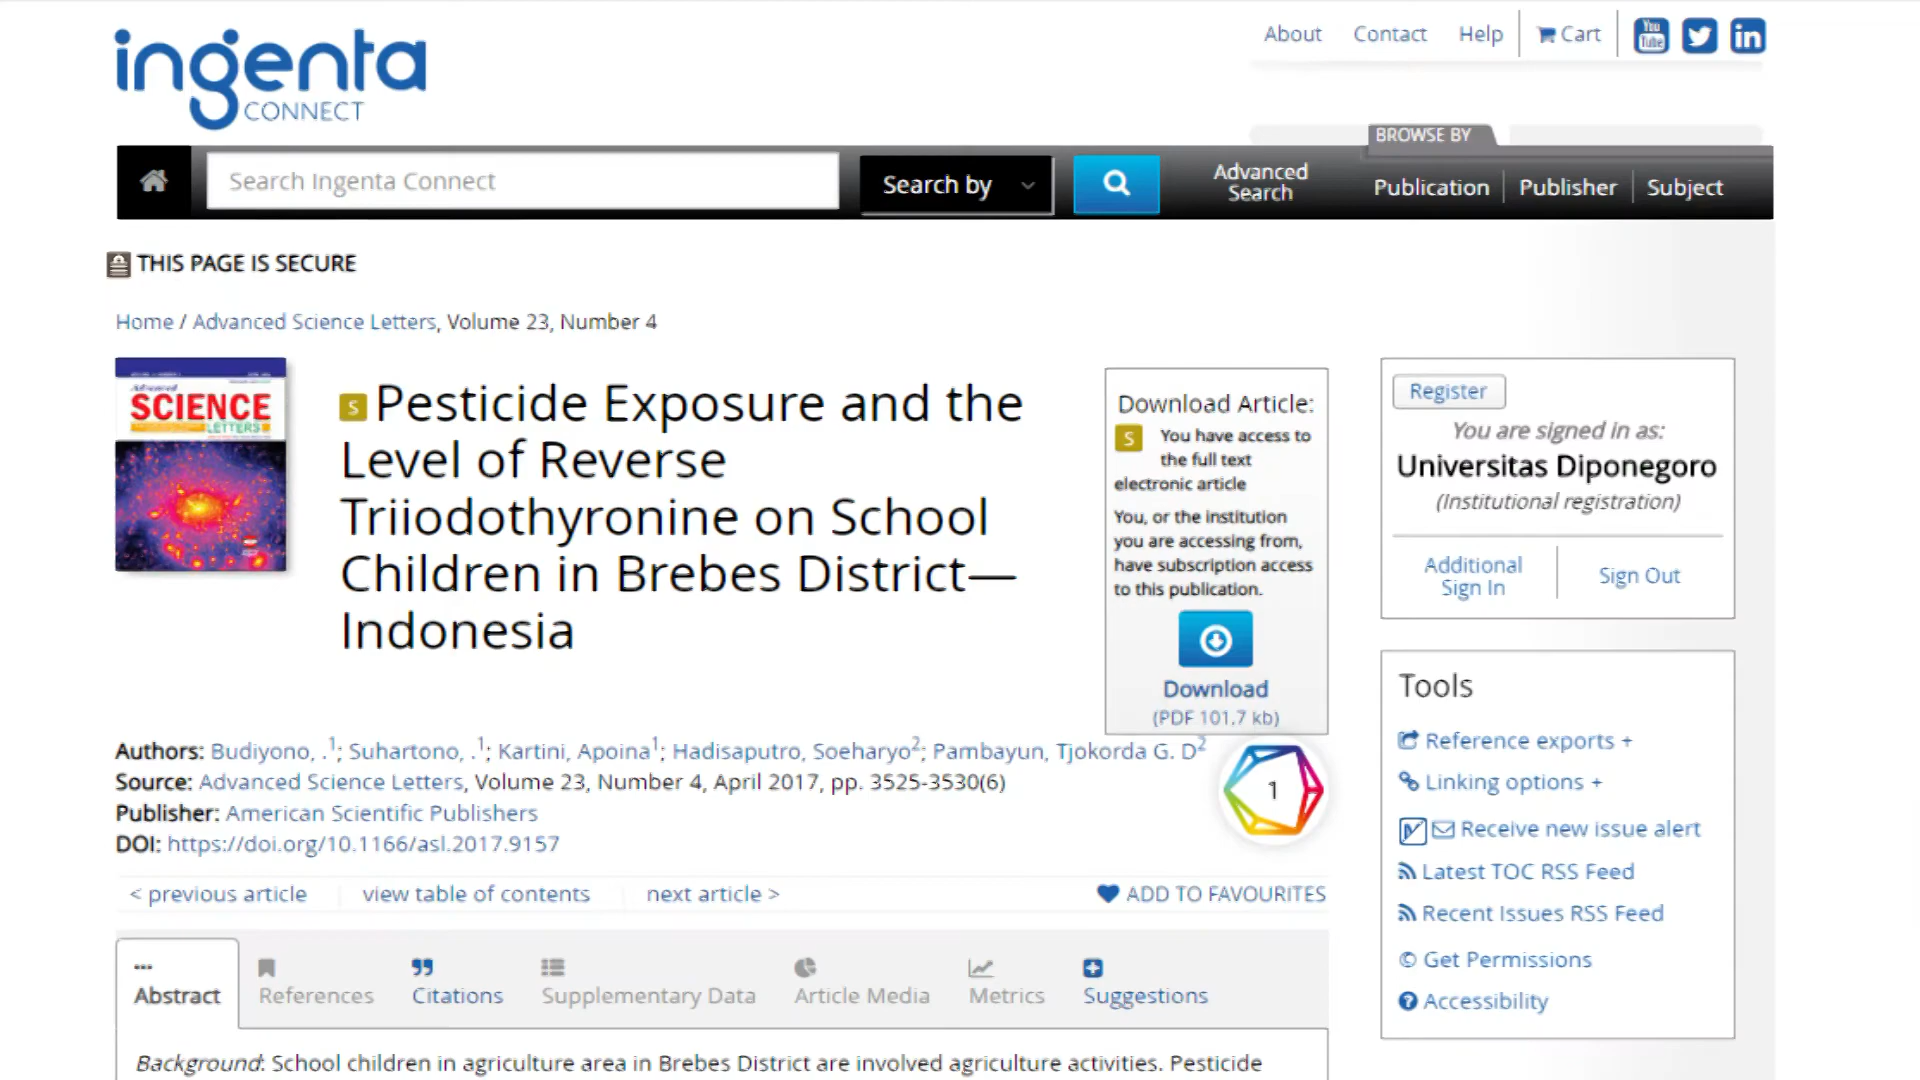 ingenta
CONNECT
About Contact Help Cart
You Tube
in
BROWSE BY
Search Ingenta Connect
Search by
Advanced Search
Publication Publisher Subject
THIS PAGE IS SECURE
Home / Advanced Science Letters, Volume 23, Number 4
Advanced
SCIENCE
LETTERS
S Pesticide Exposure and the
Level of Reverse
Triiodothyronine on School
Children in Brebes District—
Indonesia
Download Article:
S You have access to
the full text
electronic article
You, or the institution
you are accessing from,
have subscription access
to this publication.
Download
(PDF 101.7 kb)
Register
You are signed in as:
Universitas Diponegoro
(Institutional registration)
Additional
Sign In
Sign Out
Authors: Budiyono, .1; Suhartono, .1; Kartini, Apoina1; Hadisaputro, Soeharyo2; Pambayun, Tjokorda G. D2
Source: Advanced Science Letters, Volume 23, Number 4, April 2017, pp. 3525-3530(6)
Publisher: American Scientific Publishers
DOI: https://doi.org/10.1166/asl.2017.9157
1
Tools
Reference exports +
Linking options +
Receive new issue alert
Latest TOC RSS Feed
Recent Issues RSS Feed
Get Permissions
Accessibility
< previous article
view table of contents
next article >
ADD TO FAVOURITES
Abstract
References
Citations
Supplementary Data
Article Media
Metrics
Suggestions
Background: School children in agriculture area in Brebes District are involved agriculture activities. Pesticide